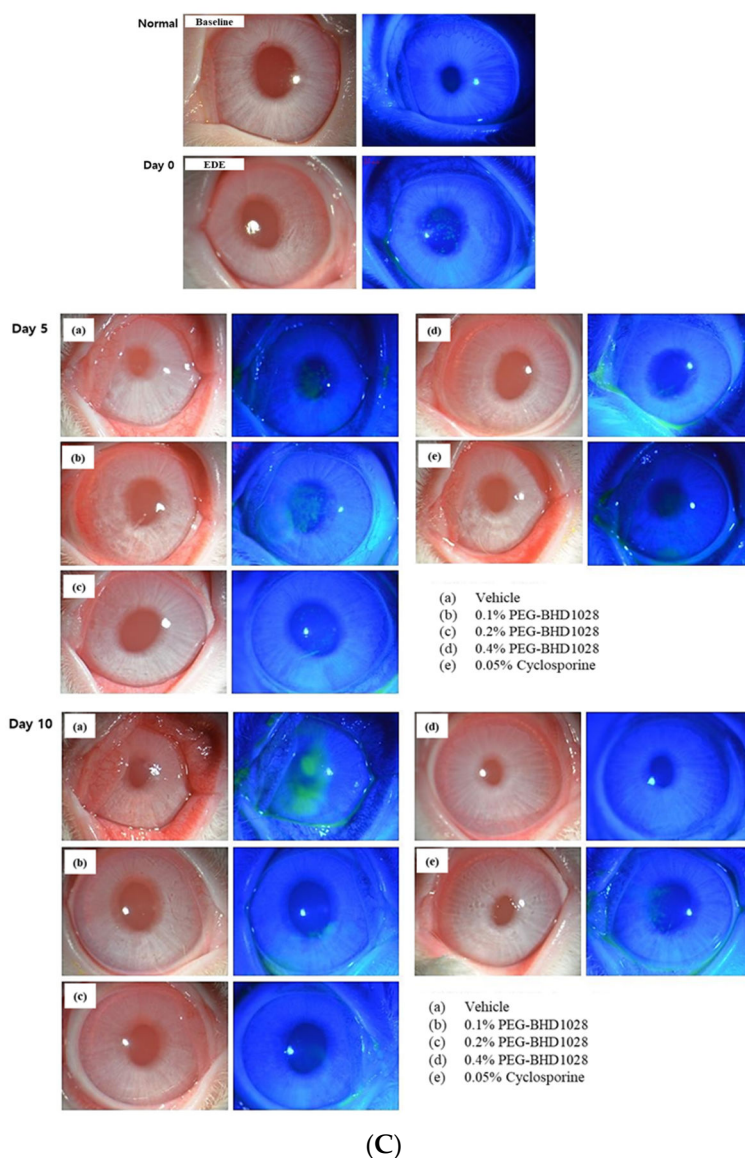 Normal
Baseline
Day 0
EDE
Day 5
(a)
(d)
(b)
(e)
(c)
(a) Vehicle
(b) 0.1% PEG-BHD1028
(c) 0.2% PEG-BHD1028
(d) 0.4% PEG-BHD1028
(e) 0.05% Cyclosporine
Day 10
(a)
(d)
(b)
(e)
(c)
(a) Vehicle
(b) 0.1% PEG-BHD1028
(c) 0.2% PEG-BHD1028
(d) 0.4% PEG-BHD1028
(e) 0.05% Cyclosporine
(C)